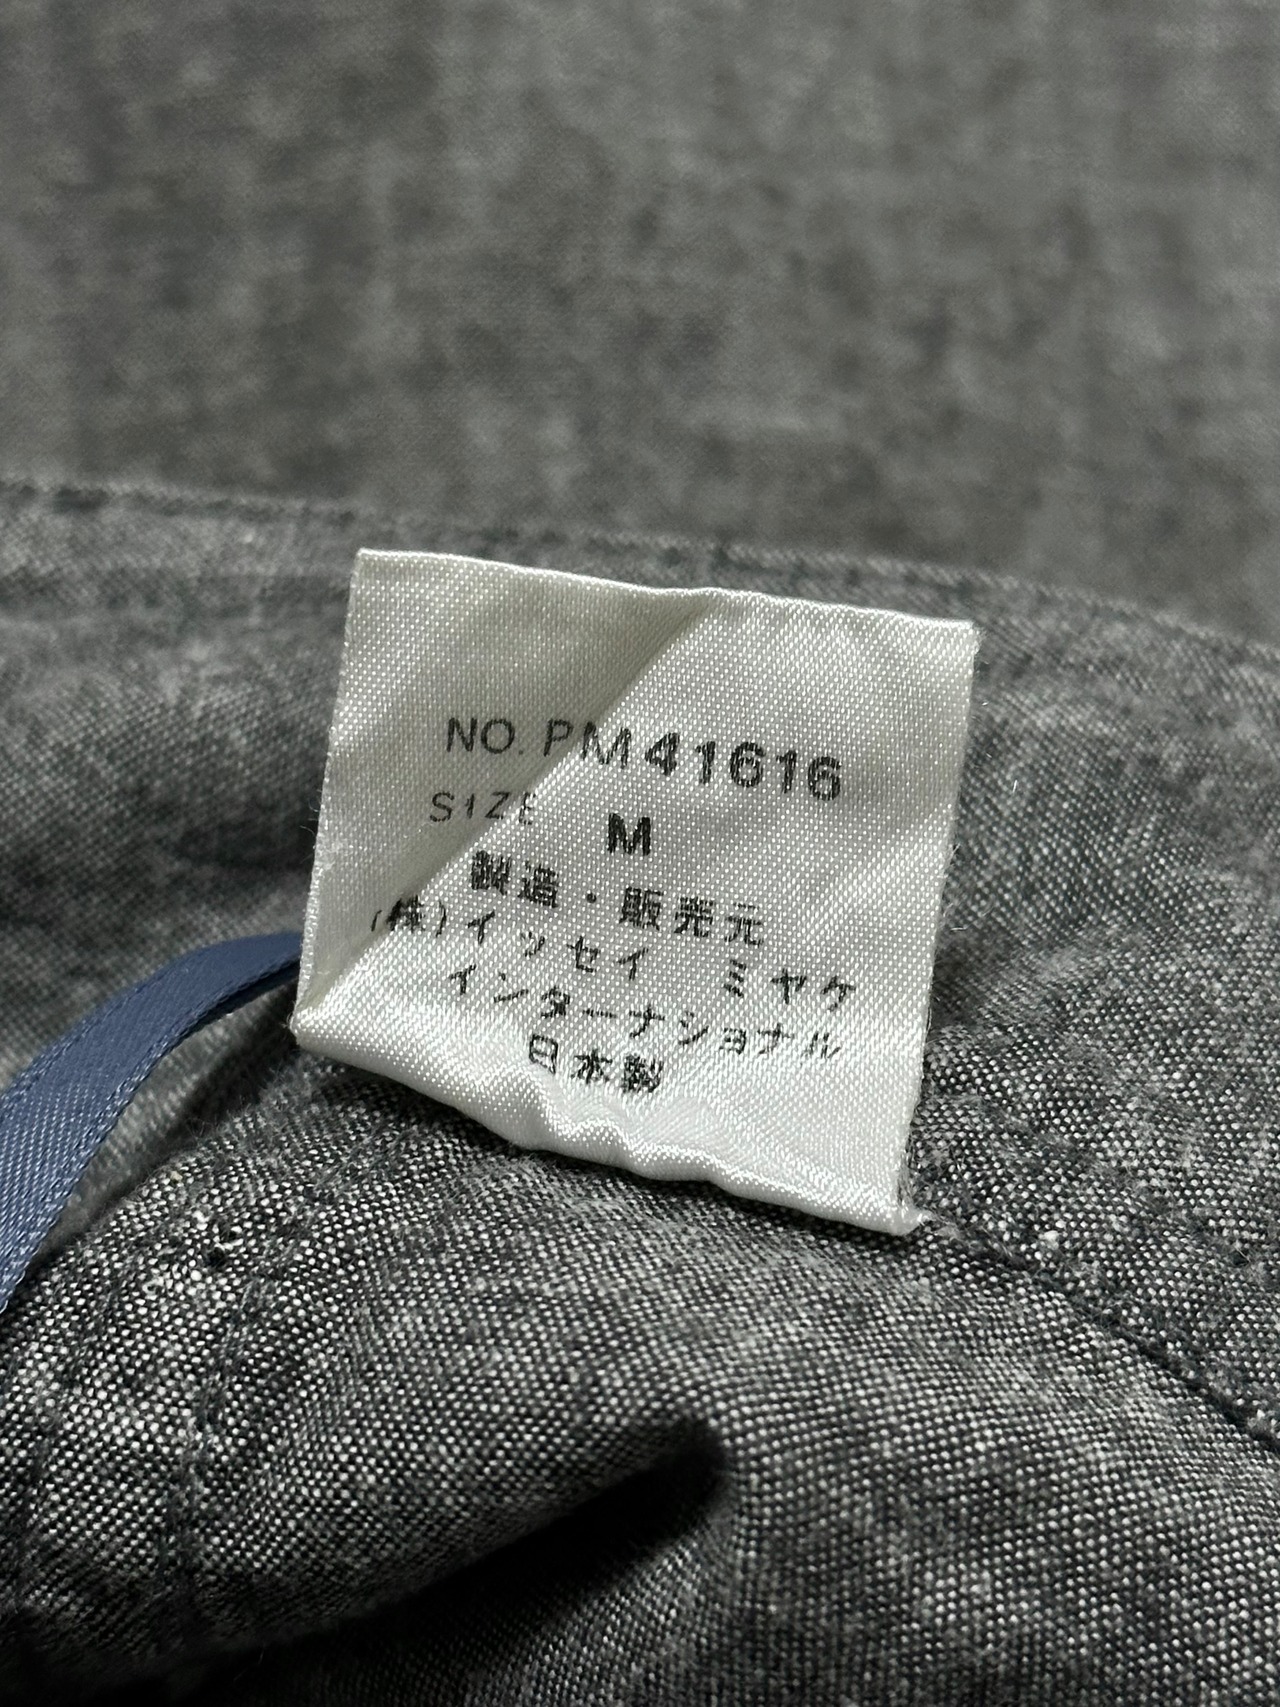 NO. PM41616
SIZE M
製造・販売元
(株)イッセイ ミヤケ
インターナショナル
日本製